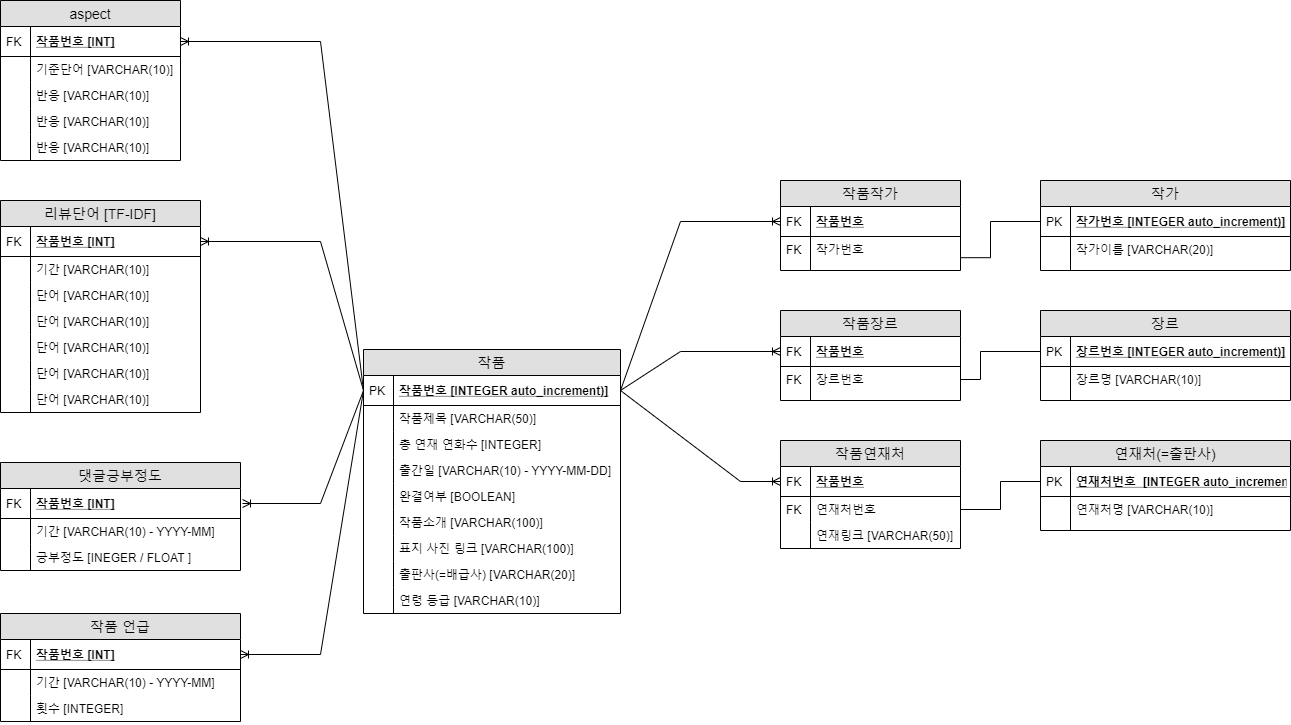 aspect
FK 작품번호 [INT]
기준단어 [VARCHAR(10)]
반응 [VARCHAR(10)]
반응 [VARCHAR(10)]
반응 [VARCHAR(10)]
리뷰단어 [TF-IDF]
FK 작품번호 [INT]
기간 [VARCHAR(10)]
단어 [VARCHAR(10)]
단어 [VARCHAR(10)]
단어 [VARCHAR(10)]
단어 [VARCHAR(10)]
단어 [VARCHAR(10)]
댓글긍부정도
FK 작품번호 [INT]
기간 [VARCHAR(10) - YYYY-MM]
긍부정도 [INEGER / FLOAT ]
작품 언급
FK 작품번호 [INT]
기간 [VARCHAR(10) - YYYY-MM]
횟수 [INTEGER]
작품
PK 작품번호 [INTEGER auto_increment)]
작품제목 [VARCHAR(50)]
총 연재 연화수 [INTEGER]
출간일 [VARCHAR(10) - YYYY-MM-DD]
완결여부 [BOOLEAN]
작품소개 [VARCHAR(100)]
표지 사진 링크 [VARCHAR(100)]
출판사(=배급사) [VARCHAR(20)]
연령 등급 [VARCHAR(10)]
작품작가
FK 작품번호
FK 작가번호
작가
PK 작가번호 [INTEGER auto_increment)]
작가이름 [VARCHAR(20)]
작품장르
FK 작품번호
FK 장르번호
장르
PK 장르번호 [INTEGER auto_increment)]
장르명 [VARCHAR(10)]
작품연재처
FK 작품번호
FK 연재처번호
연재링크 [VARCHAR(50)]
연재처(=출판사)
PK 연재처번호 [INTEGER auto_incremen
연재처명 [VARCHAR(10)]